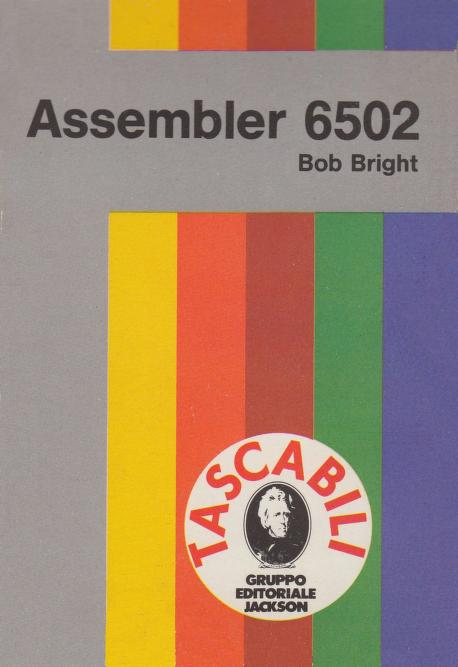 Assembler 6502
Bob Bright
TASCABILI
GRUPPO
EDITORIALE
JACKSON